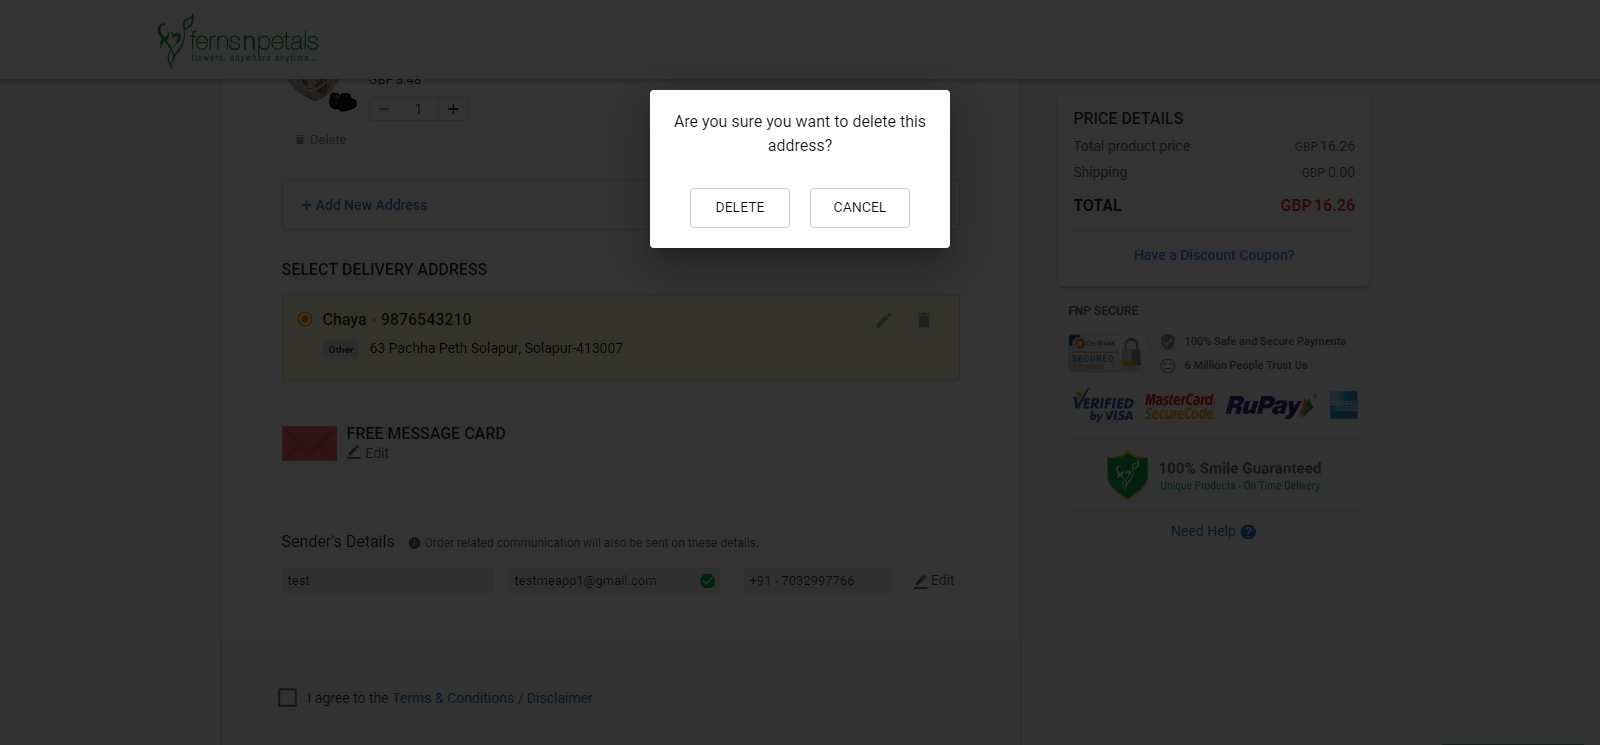 fernsnpetals
flowers, anywhere anytime...
GBP 3.48
1
Delete
Are you sure you want to delete this
address?
DELETE
CANCEL
+ Add New Address
SELECT DELIVERY ADDRESS
Chaya - 9876543210
Other
63 Pachha Peth Solapur, Solapur-413007
FREE MESSAGE CARD
Edit
Sender's Details
Order related communication will also be sent on these details.
test
testmeapp1@gmail.com
+91 - 7032997766
Edit
I agree to the Terms & Conditions / Disclaimer
PRICE DETAILS
Total product price GBP 16.26
Shipping GBP 0.00
TOTAL GBP 16.26
Have a Discount Coupon?
FNP SECURE
GeoTrust
SECURED
100% Safe and Secure Payments
6 Million People Trust Us
VERIFIED
by VISA
MasterCard.
SecureCode.
RuPay
100% Smile Guaranteed
Unique Products - On Time Delivery
Need Help ?